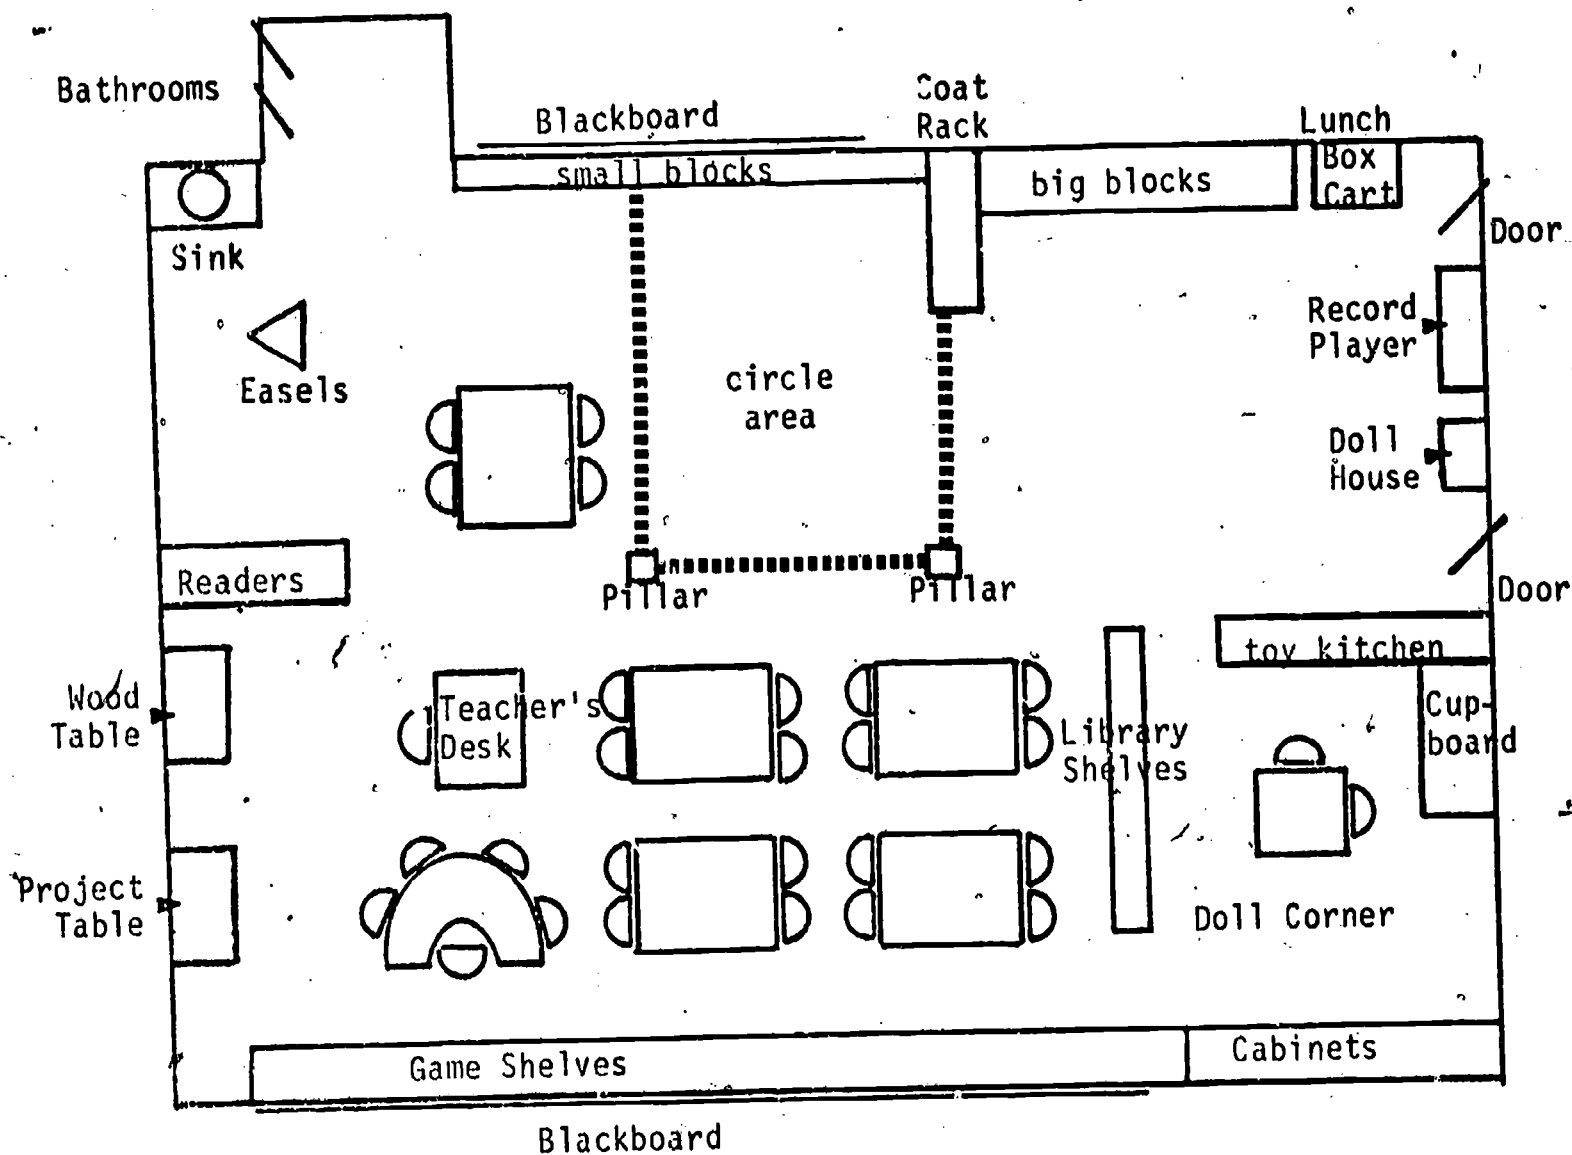 Bathrooms
Blackboard
Coat
Rack
Lunch
Box
Cart
small blocks
big blocks
Door
Sink
Record
Player
Easels
circle
area
Doll
House
Readers
Pillar
Pillar
Door
toy kitchen
Wood
Table
Teacher's
Desk
Library
Shelves
Cup-
board
Project
Table
Doll Corner
Game Shelves
Cabinets
Blackboard